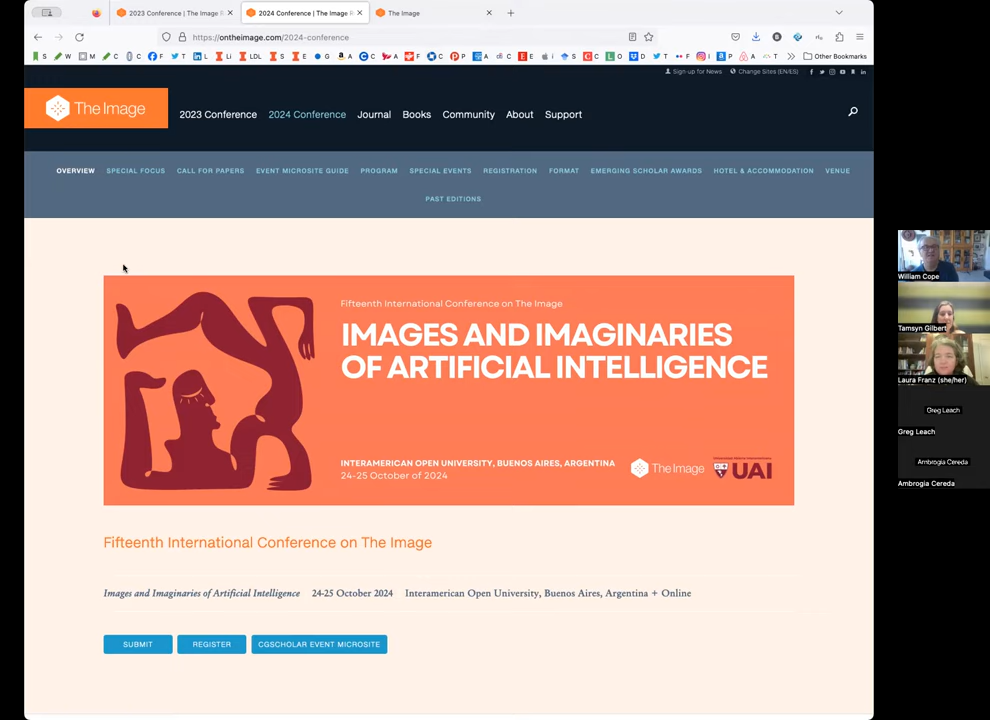 2023 Conference | The Image R
2024 Conference | The Image R
The Image
https://ontheimage.com/2024-conference
Other Bookmarks
Sign-up for News
Change Sites (EN/ES)
The Image
2023 Conference
2024 Conference
Journal
Books
Community
About
Support
OVERVIEW
SPECIAL FOCUS
CALL FOR PAPERS
EVENT MICROSITE GUIDE
PROGRAM
SPECIAL EVENTS
REGISTRATION
FORMAT
EMERGING SCHOLAR AWARDS
HOTEL & ACCOMMODATION
VENUE
PAST EDITIONS
Fifteenth International Conference on The Image
IMAGES AND IMAGINARIES
OF ARTIFICIAL INTELLIGENCE
INTERAMERICAN OPEN UNIVERSITY, BUENOS AIRES, ARGENTINA
24-25 October of 2024
The Image
UAI
Fifteenth International Conference on The Image
Images and Imaginaries of Artificial Intelligence
24-25 October 2024
Interamerican Open University, Buenos Aires, Argentina + Online
SUBMIT
REGISTER
CGSCHOLAR EVENT MICROSITE
William Cope
Tamsyn Gilbert
Laura Franz (she/her)
Greg Leach
Greg Leach
Ambrogia Cereda
Ambrogia Cereda